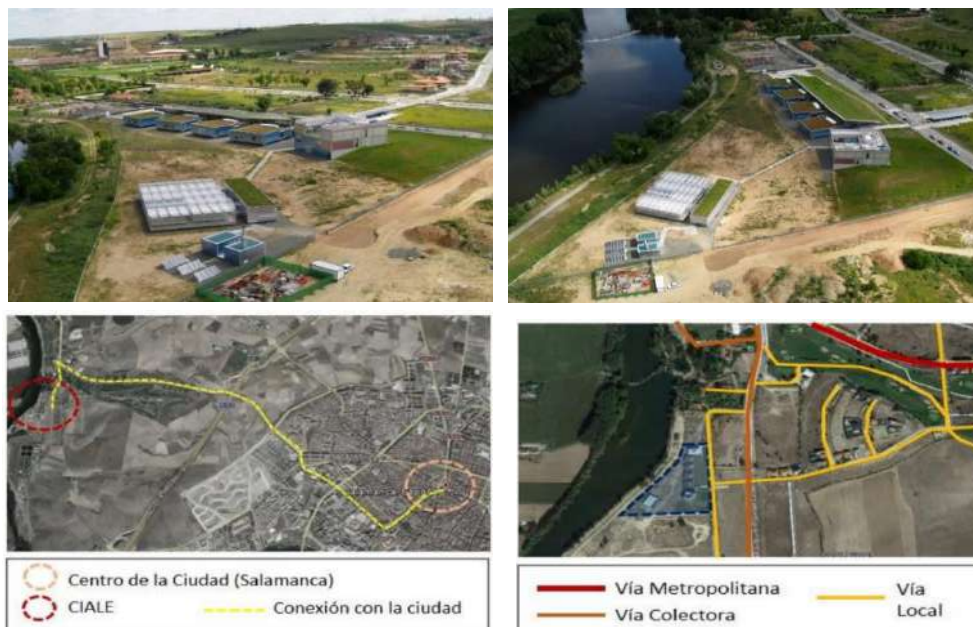 Centro de la Ciudad (Salamanca)
CIALE
Conexión con la ciudad
Vía Metropolitana
Vía Colectora
Vía
Local